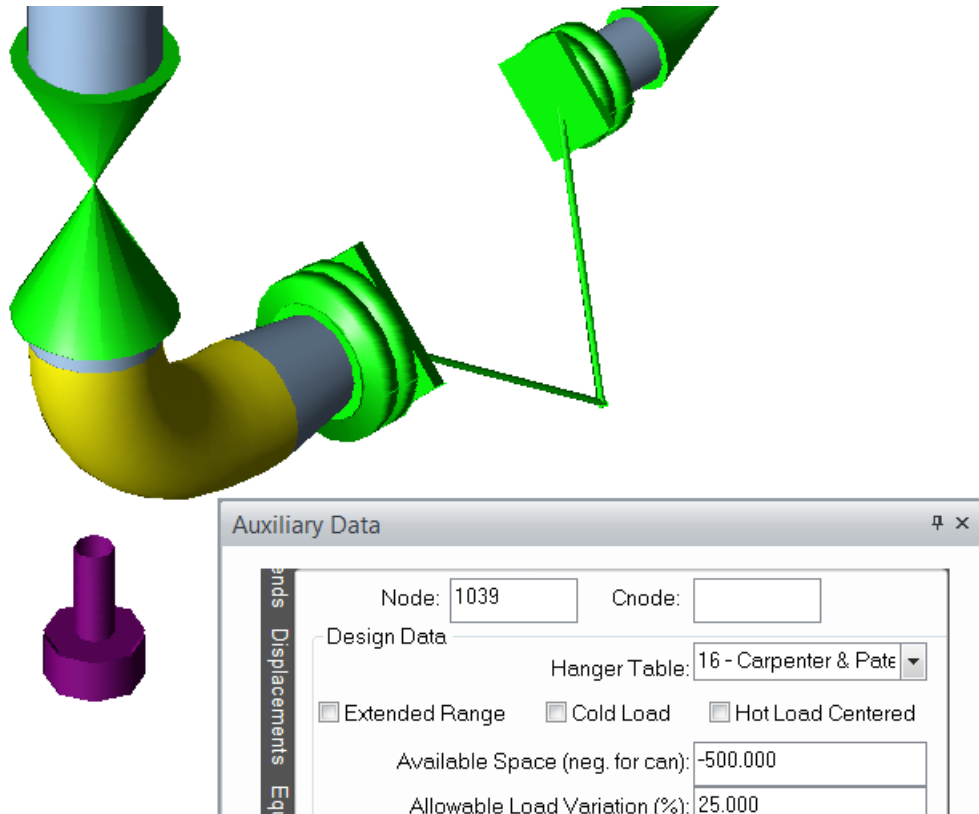 Auxiliary Data
ends Displacements Equ
Node: 1039 Cnode:
Design Data
Hanger Table: 16 - Carpenter & Pate
Extended Range Cold Load Hot Load Centered
Available Space (neg. for can): -500.000
Allowable Load Variation (%): 25.000